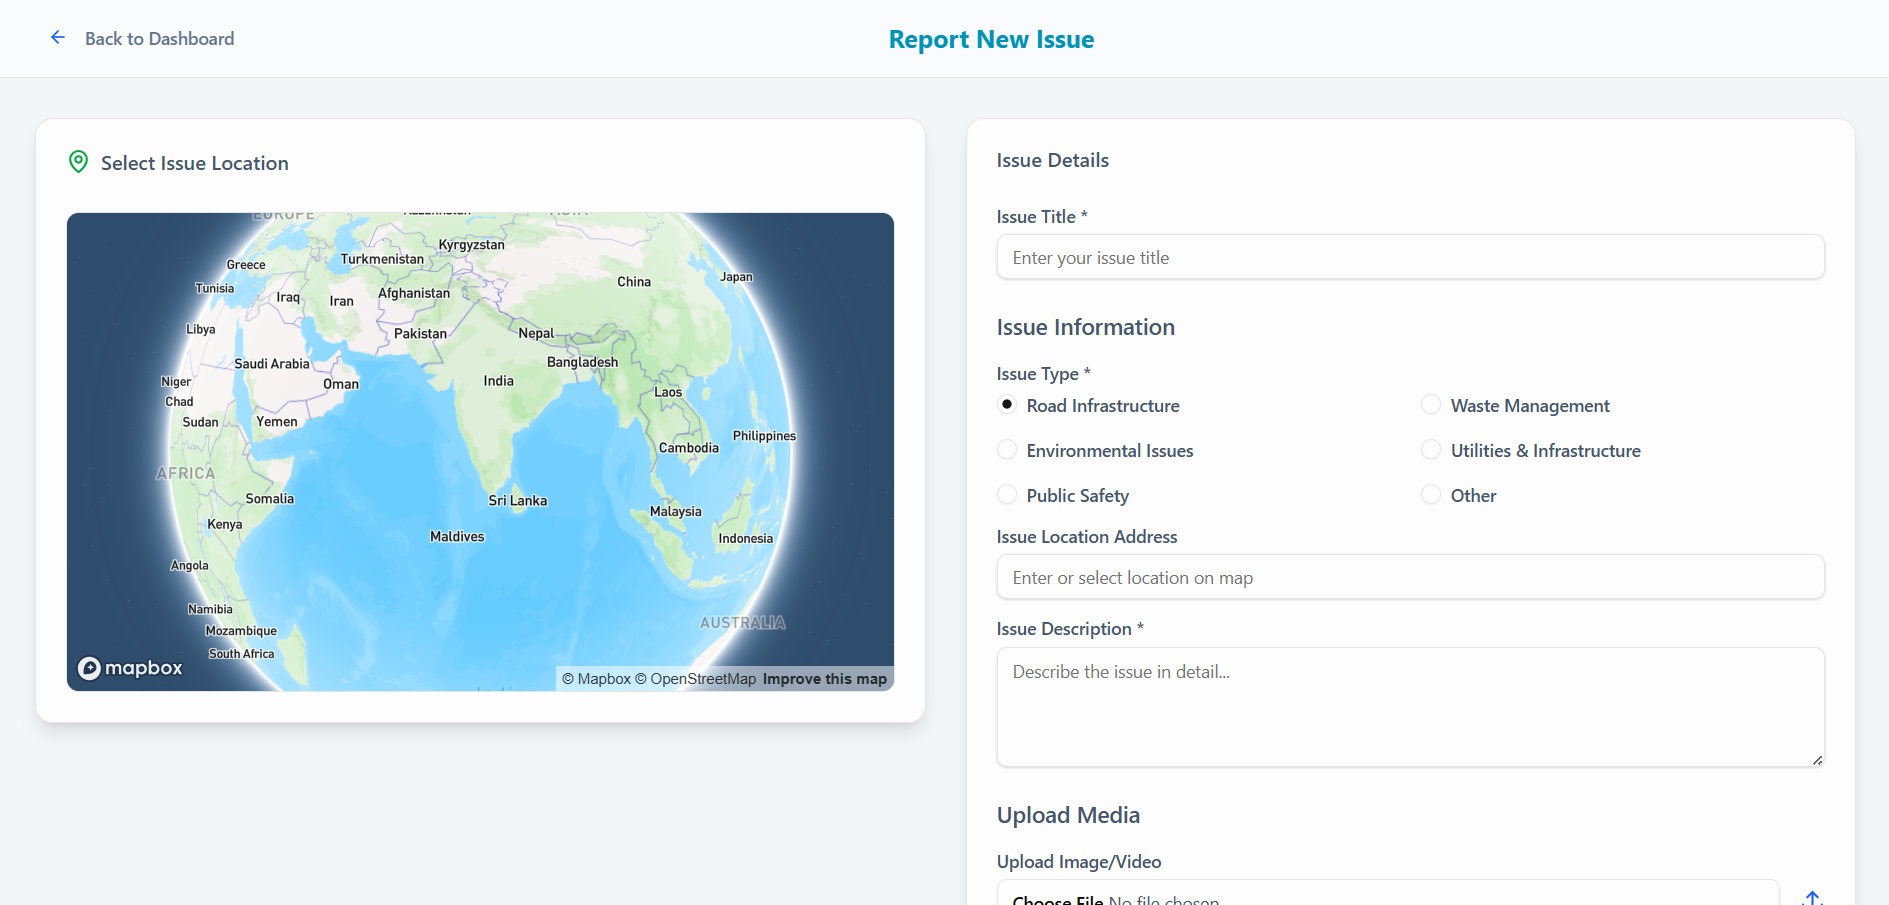 Back to Dashboard
Report New Issue
Select Issue Location
EUROPE
Kazakhstan
ASIA
Kyrgyzstan
Turkmenistan
Greece
China
Japan
Tunisia
Iraq
Iran
Afghanistan
Libya
Pakistan
Nepal
Saudi Arabia
Bangladesh
Niger
Oman
India
Laos
Chad
Sudan
Yemen
Philippines
Cambodia
AFRICA
Somalia
Sri Lanka
Malaysia
Kenya
Maldives
Indonesia
Angola
Namibia
AUSTRALIA
Mozambique
South Africa
mapbox
© Mapbox © OpenStreetMap Improve this map
Issue Details
Issue Title *
Enter your issue title
Issue Information
Issue Type *
Road Infrastructure
Waste Management
Environmental Issues
Utilities & Infrastructure
Public Safety
Other
Issue Location Address
Enter or select location on map
Issue Description *
Describe the issue in detail...
Upload Media
Upload Image/Video
Choose File No file chosen